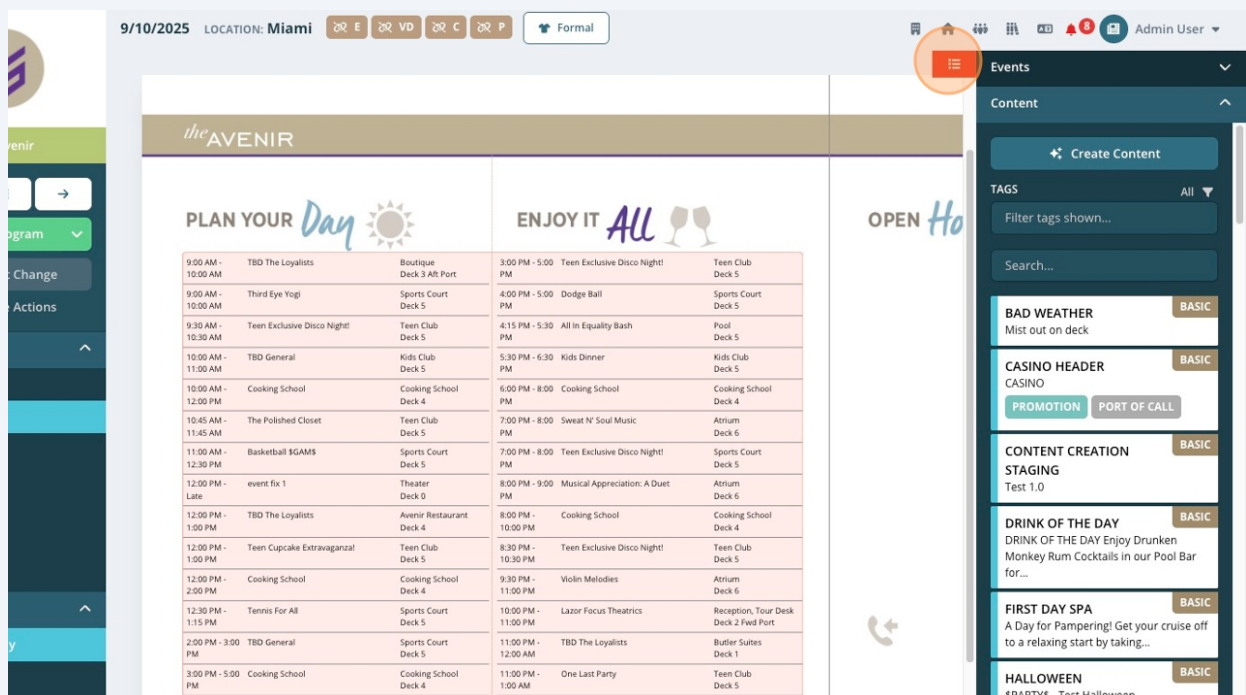 9/10/2025 LOCATION: Miami E VD C P Formal
8 Admin User
Events
Content
Create Content
TAGS All
Filter tags shown...
Search...
BAD WEATHER BASIC
Mist out on deck
CASINO HEADER BASIC
CASINO
PROMOTION PORT OF CALL
CONTENT CREATION STAGING BASIC
Test 1.0
DRINK OF THE DAY BASIC
DRINK OF THE DAY Enjoy Drunken
Monkey Rum Cocktails in our Pool Bar
for...
FIRST DAY SPA BASIC
A Day for Pampering! Get your cruise off
to a relaxing start by taking...
HALLOWEEN BASIC
$PARTY$ - Test Halloween
venir
ogram
Change
Actions
y
the AVENIR
PLAN YOUR Day
9:00 AM - 10:00 AM TBD The Loyalists Boutique Deck 3 Aft Port
9:00 AM - 10:00 AM Third Eye Yogi Sports Court Deck 5
9:30 AM - 10:30 AM Teen Exclusive Disco Night! Teen Club Deck 5
10:00 AM - 11:00 AM TBD General Kids Club Deck 5
10:00 AM - 12:00 PM Cooking School Cooking School Deck 4
10:45 AM - 11:45 AM The Polished Closet Teen Club Deck 5
11:00 AM - 12:30 PM Basketball $GAM$ Sports Court Deck 5
12:00 PM - Late event fix 1 Theater Deck 0
12:00 PM - 1:00 PM TBD The Loyalists Avenir Restaurant Deck 4
12:00 PM - 1:00 PM Teen Cupcake Extravaganza! Teen Club Deck 5
12:00 PM - 2:00 PM Cooking School Cooking School Deck 4
12:30 PM - 1:15 PM Tennis For All Sports Court Deck 5
2:00 PM - 3:00 PM TBD General Sports Court Deck 5
3:00 PM - 5:00 PM Cooking School Cooking School Deck 4
ENJOY IT All
3:00 PM - 5:00 PM Teen Exclusive Disco Night! Teen Club Deck 5
4:00 PM - 5:00 PM Dodge Ball Sports Court Deck 5
4:15 PM - 5:30 PM All In Equality Bash Pool Deck 5
5:30 PM - 6:30 PM Kids Dinner Kids Club Deck 5
6:00 PM - 8:00 PM Cooking School Cooking School Deck 4
7:00 PM - 8:00 PM Sweat N' Soul Music Atrium Deck 6
7:00 PM - 8:00 PM Teen Exclusive Disco Night! Sports Court Deck 5
8:00 PM - 9:00 PM Musical Appreciation: A Duet Atrium Deck 6
8:00 PM - 10:00 PM Cooking School Cooking School Deck 4
8:30 PM - 10:30 PM Teen Exclusive Disco Night! Teen Club Deck 5
9:30 PM - 11:00 PM Violin Melodies Atrium Deck 6
10:00 PM - 11:00 PM Lazor Focus Theatrics Reception, Tour Desk Deck 2 Fwd Port
11:00 PM - 12:00 AM TBD The Loyalists Butler Suites Deck 1
11:00 PM - 1:00 AM One Last Party Teen Club Deck 5
OPEN Ho